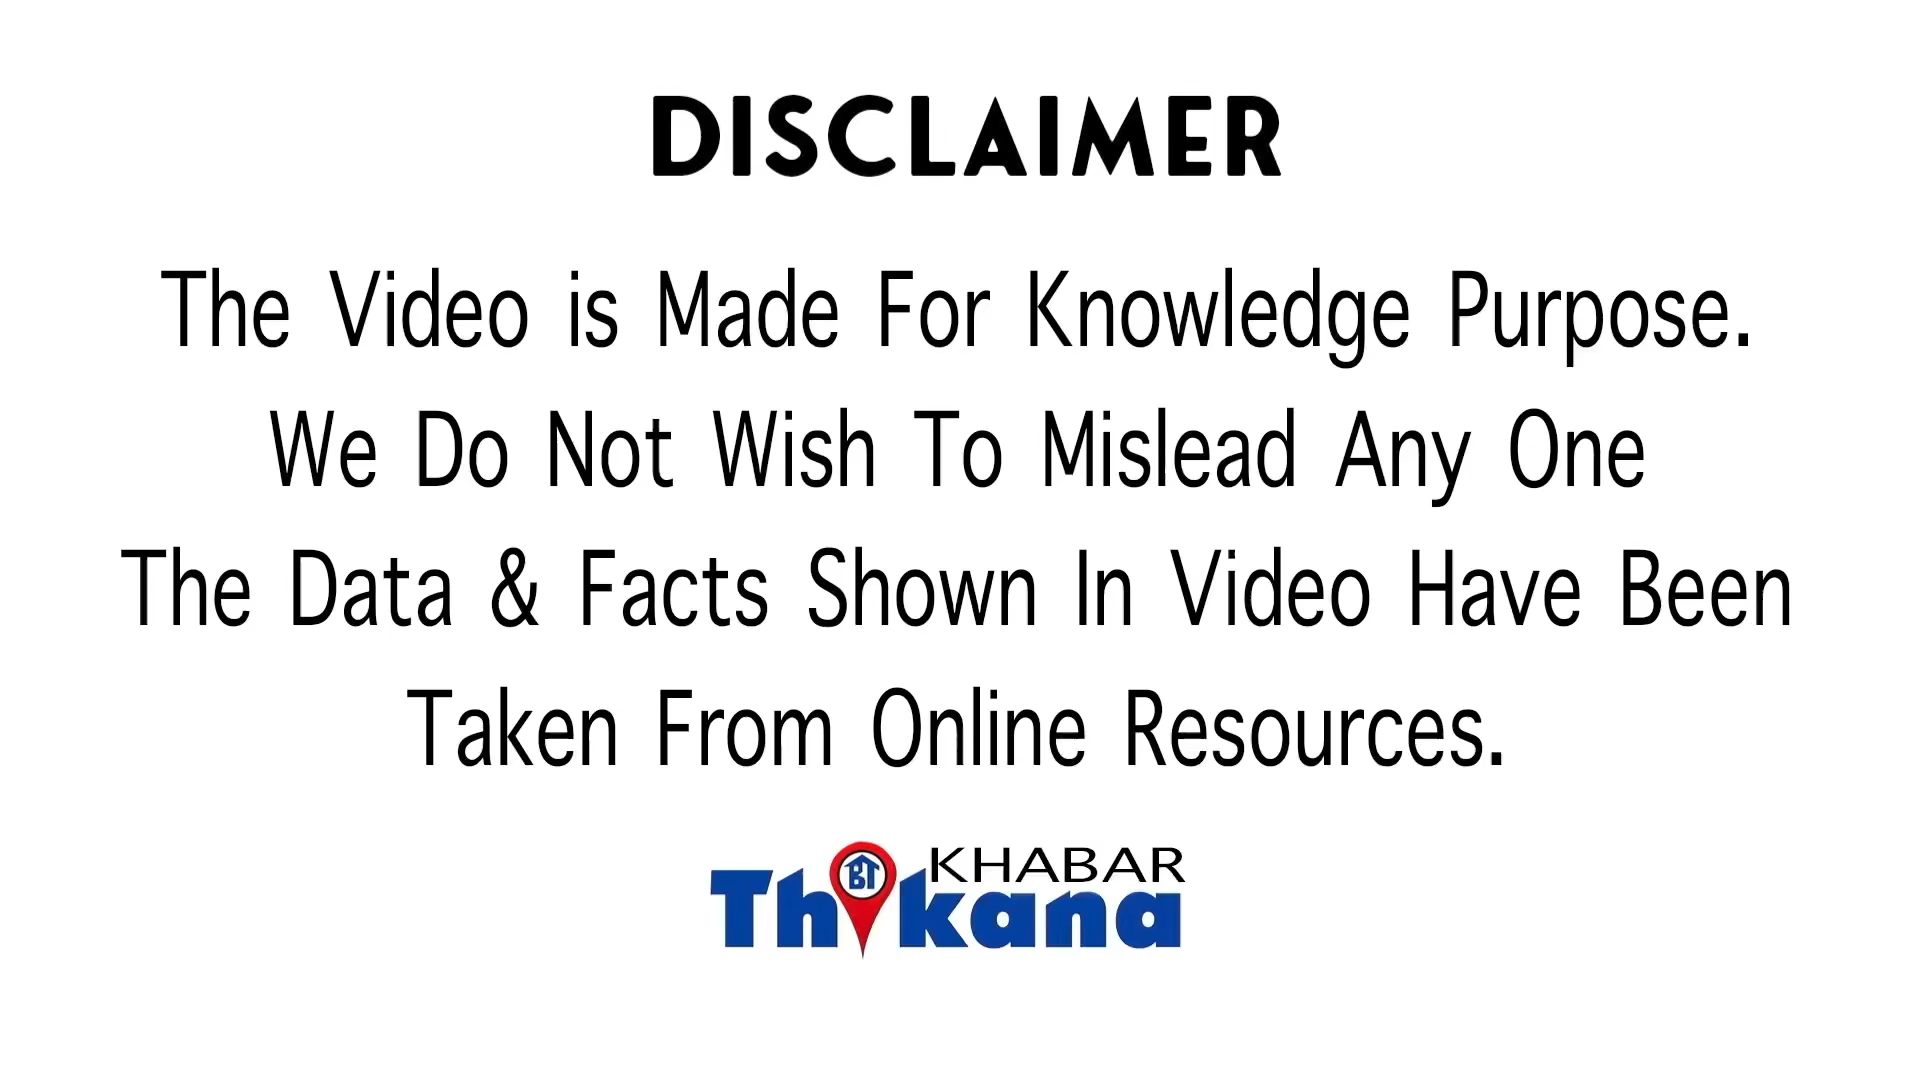 DISCLAIMER
The Video is Made For Knowledge Purpose.
We Do Not Wish To Mislead Any One
The Data & Facts Shown In Video Have Been
Taken From Online Resources.
KHABAR
BT
Thikana